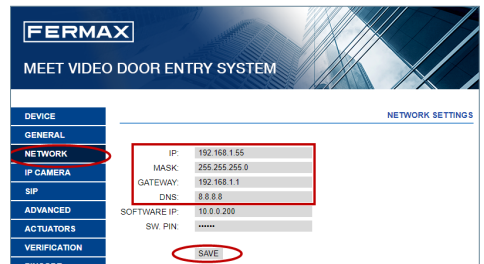 FERMAX
MEET VIDEO DOOR ENTRY SYSTEM
DEVICE
NETWORK SETTINGS
GENERAL
NETWORK
IP: 192.168.1.55
IP CAMERA
MASK: 255.255.255.0
GATEWAY: 192.168.1.1
SIP
DNS: 8.8.8.8
ADVANCED
SOFTWARE IP: 10.0.0.200
ACTUATORS
SW. PIN: ••••••
VERIFICATION
SAVE